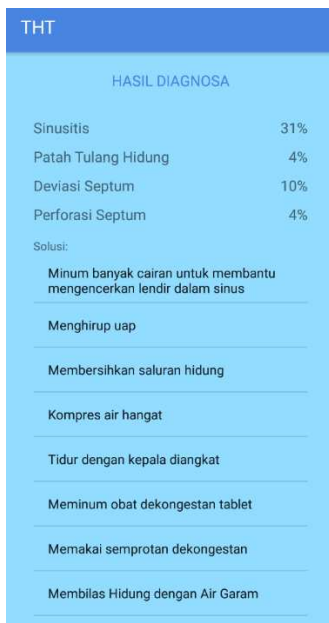 THT
HASIL DIAGNOSA
Sinusitis 31%
Patah Tulang Hidung 4%
Deviasi Septum 10%
Perforasi Septum 4%
Solusi:
Minum banyak cairan untuk membantu
mengencerkan lendir dalam sinus
Menghirup uap
Membersihkan saluran hidung
Kompres air hangat
Tidur dengan kepala diangkat
Meminum obat dekongestan tablet
Memakai semprotan dekongestan
Membilas Hidung dengan Air Garam